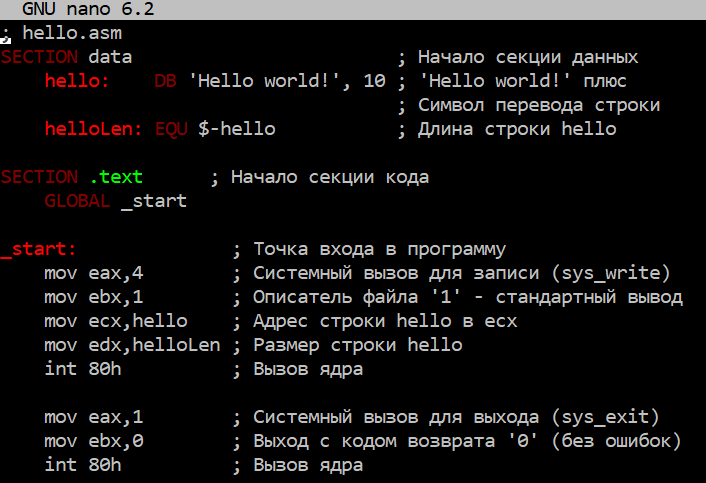 GNU nano 6.2
; hello.asm
SECTION data ; Начало секции данных
hello: DB 'Hello world!', 10 ; 'Hello world!' плюс
; Символ перевода строки
helloLen: EQU $-hello ; Длина строки hello
SECTION .text ; Начало секции кода
GLOBAL _start
_start: ; Точка входа в программу
mov eax,4 ; Системный вызов для записи (sys_write)
mov ebx,1 ; Описатель файла '1' - стандартный вывод
mov ecx,hello ; Адрес строки hello в ecx
mov edx,helloLen ; Размер строки hello
int 80h ; Вызов ядра
mov eax,1 ; Системный вызов для выхода (sys_exit)
mov ebx,0 ; Выход с кодом возврата '0' (без ошибок)
int 80h ; Вызов ядра